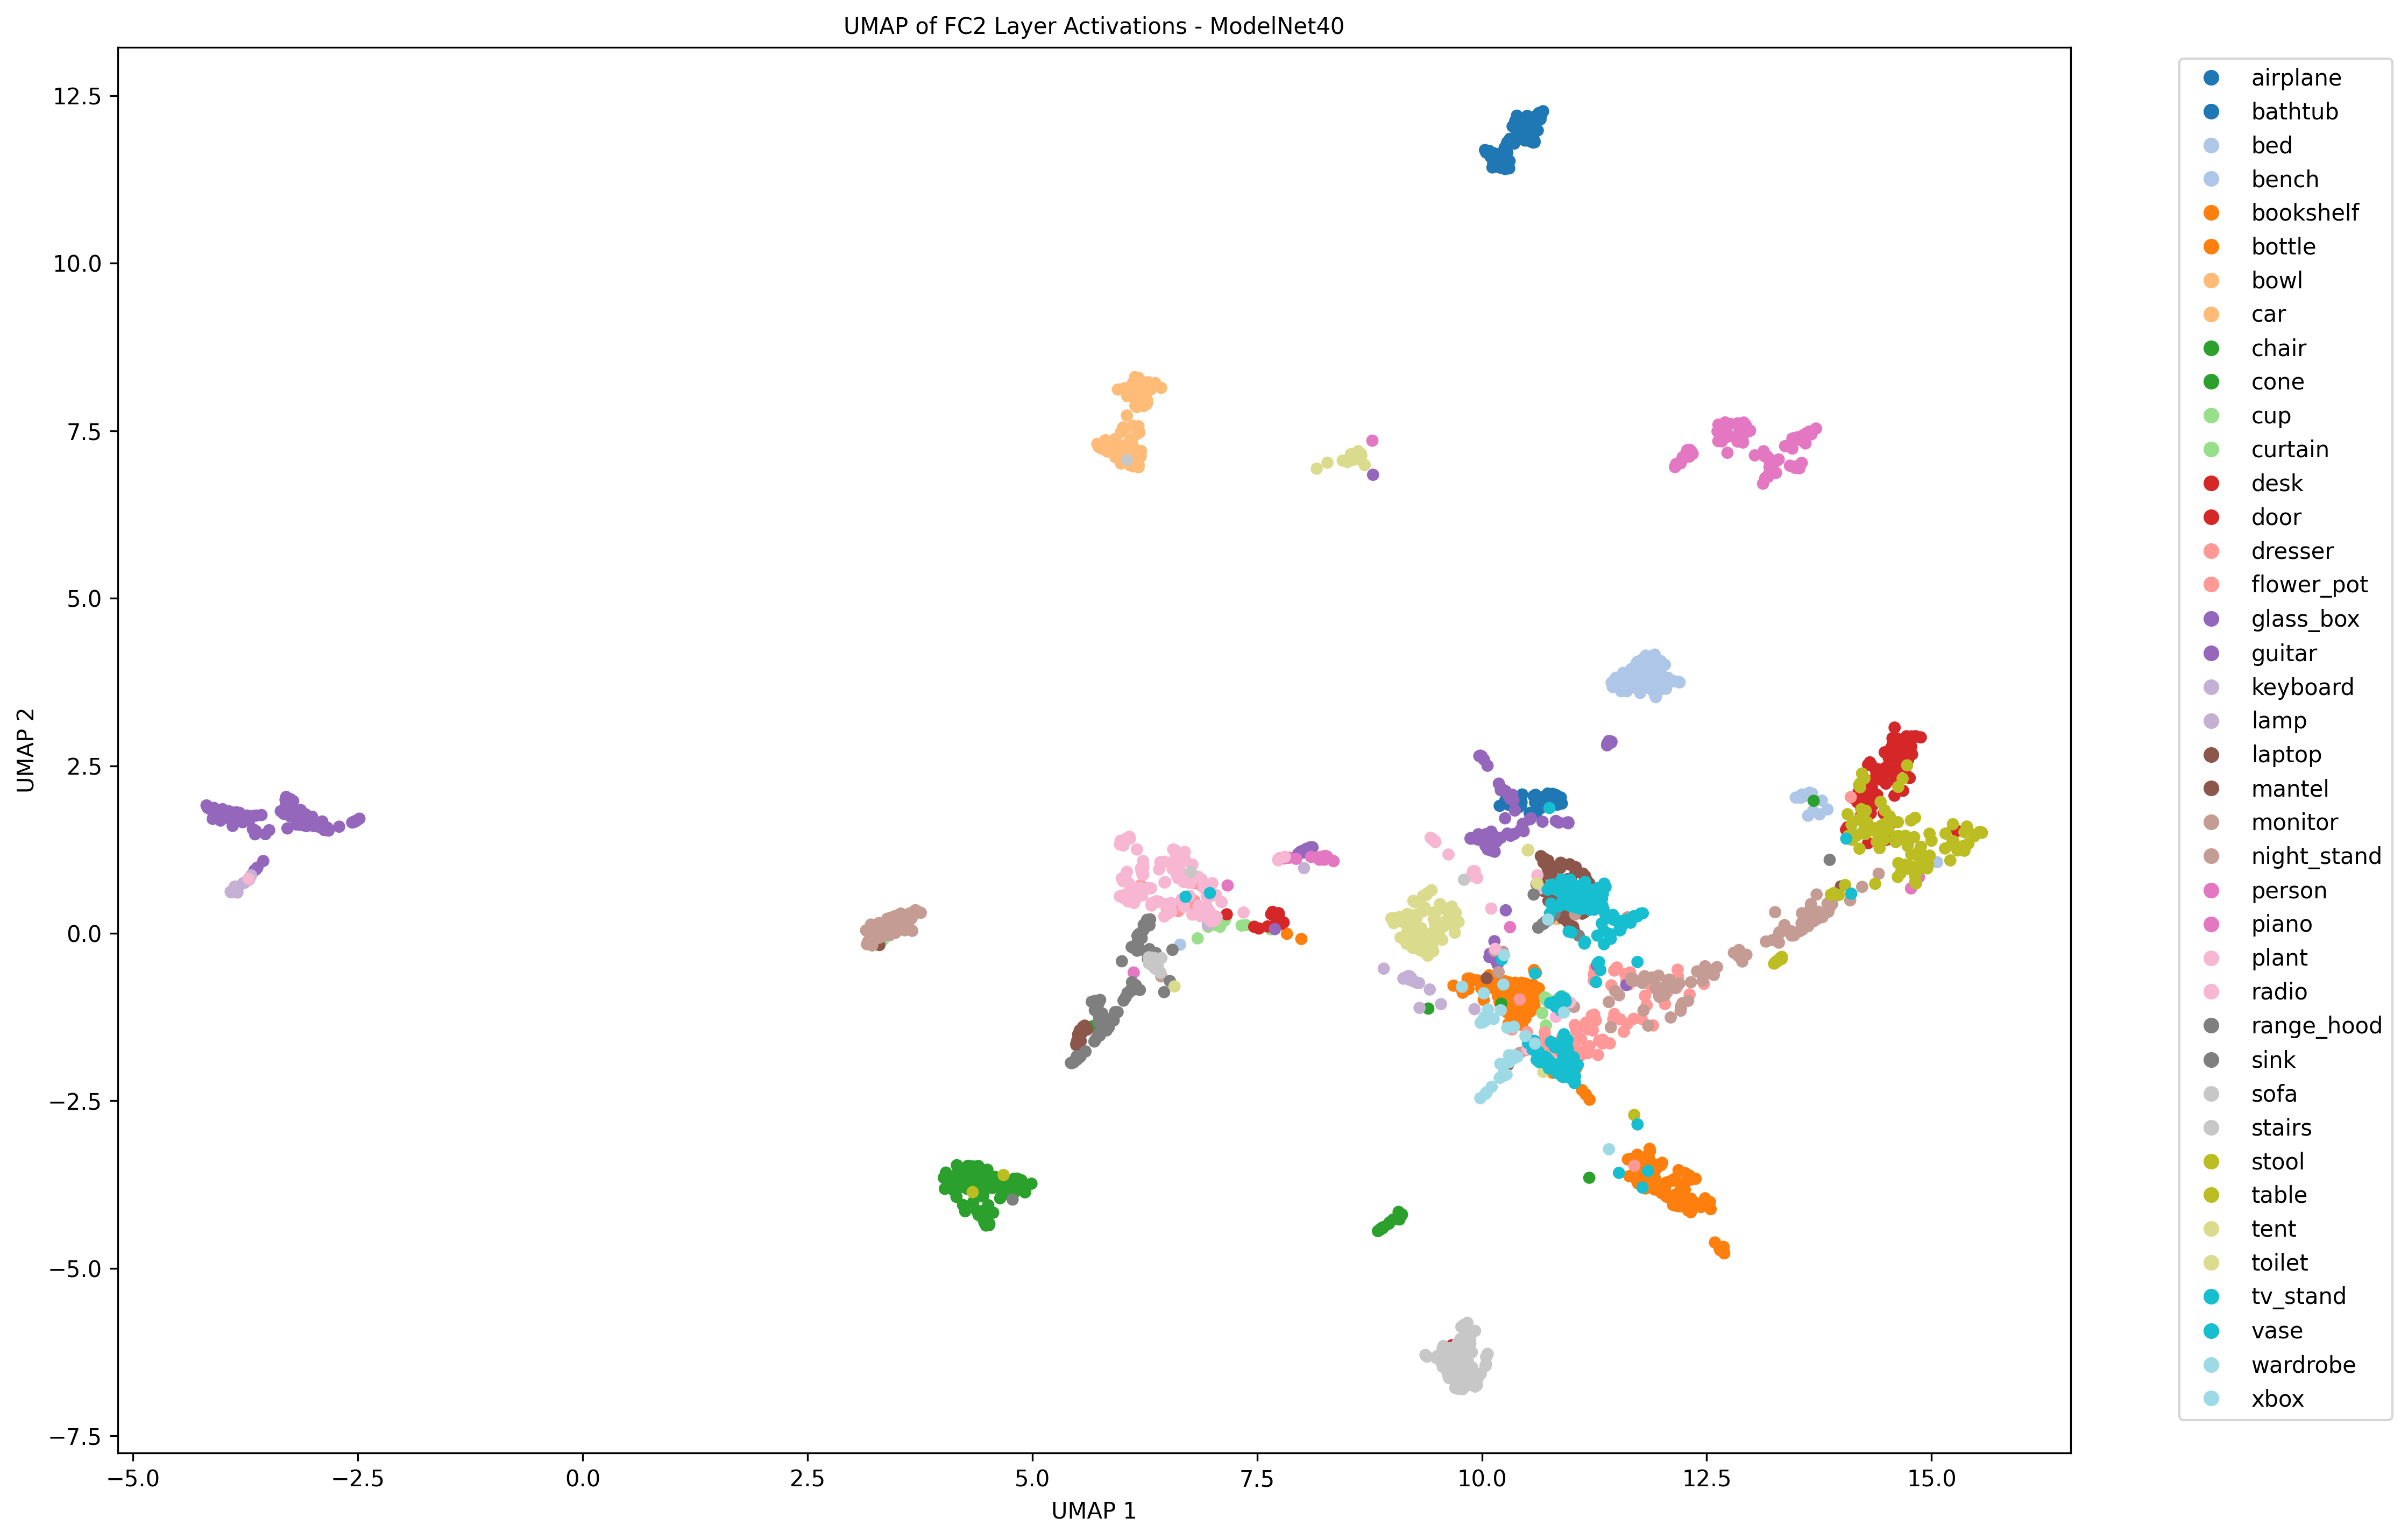 UMAP of FC2 Layer Activations - ModelNet40
12.5
10.0
7.5
5.0
2.5
0.0
−2.5
−5.0
−7.5
UMAP 2
−5.0
−2.5
0.0
2.5
5.0
7.5
10.0
12.5
15.0
UMAP 1
airplane
bathtub
bed
bench
bookshelf
bottle
bowl
car
chair
cone
cup
curtain
desk
door
dresser
flower_pot
glass_box
guitar
keyboard
lamp
laptop
mantel
monitor
night_stand
person
piano
plant
radio
range_hood
sink
sofa
stairs
stool
table
tent
toilet
tv_stand
vase
wardrobe
xbox